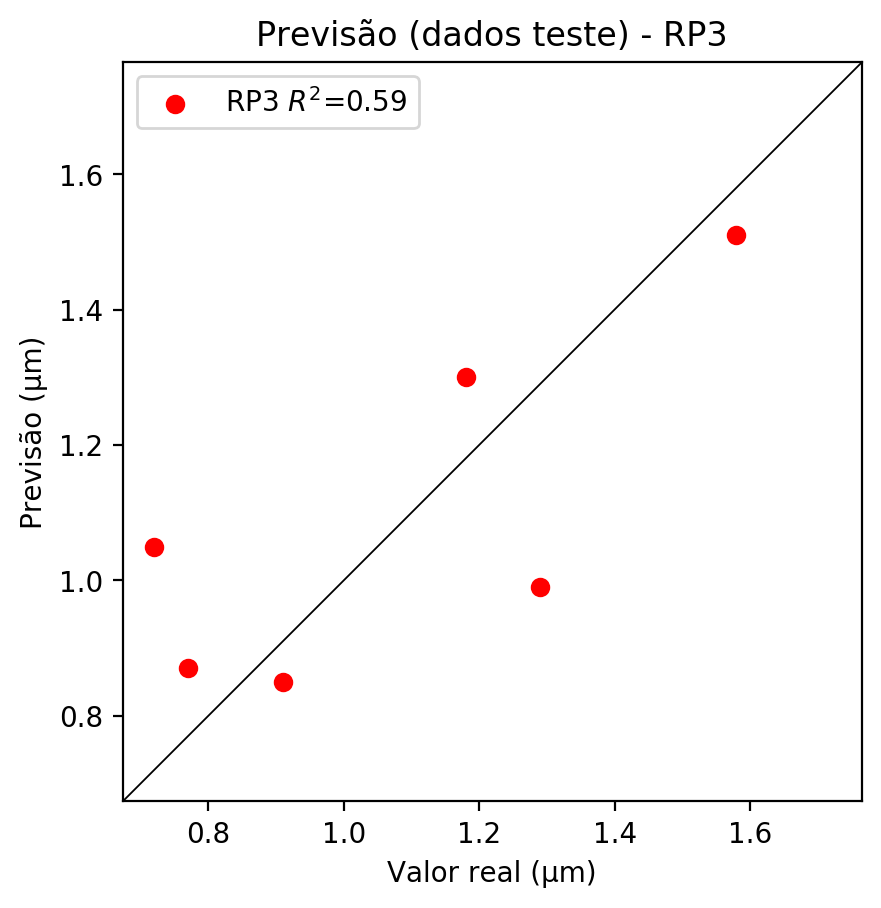 Previsão (dados teste) - RP3
RP3 R²=0.59
1.6
1.4
1.2
1.0
0.8
Previsão (µm)
0.8 1.0 1.2 1.4 1.6
Valor real (µm)